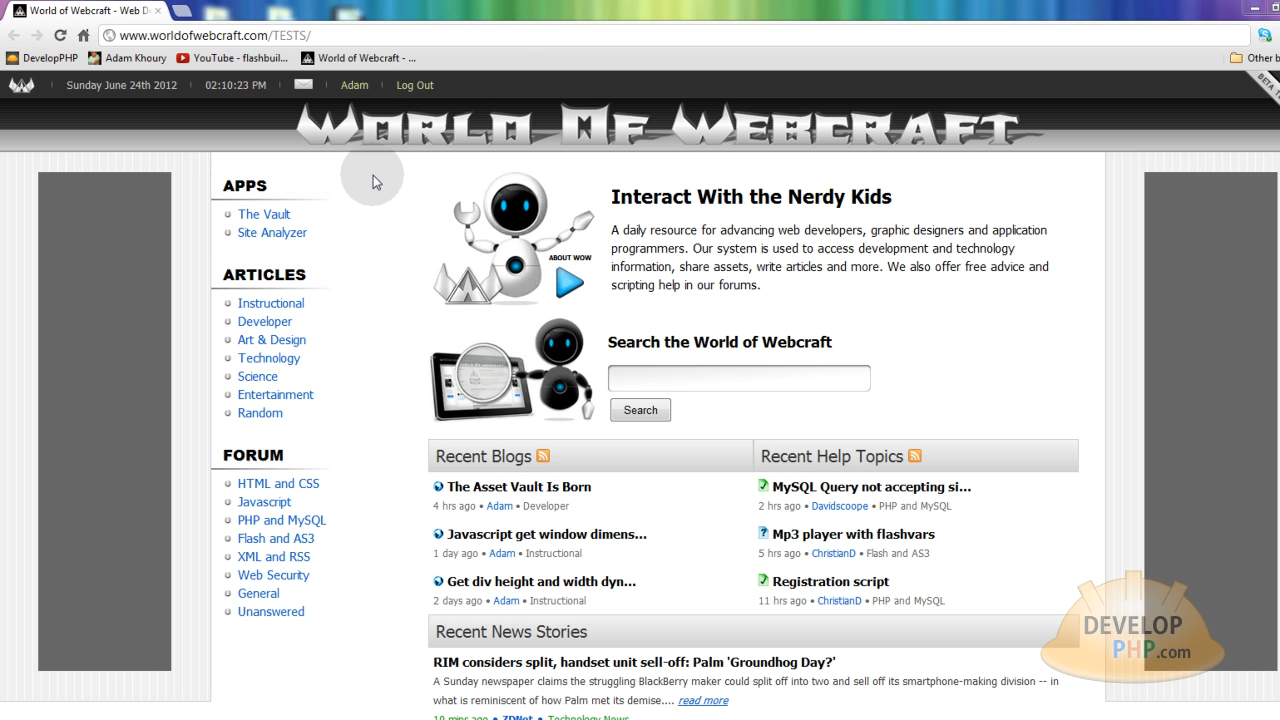 World of Webcraft - Web D
www.worldofwebcraft.com/TESTS/
DevelopPHP
Adam Khoury
YouTube - flashbuil...
World of Webcraft - ...
Other b
Sunday June 24th 2012
02:10:23 PM
Adam
Log Out
BETA T
WORLD OF WEBCRAFT
APPS
The Vault
Site Analyzer
ARTICLES
Instructional
Developer
Art & Design
Technology
Science
Entertainment
Random
FORUM
HTML and CSS
Javascript
PHP and MySQL
Flash and AS3
XML and RSS
Web Security
General
Unanswered
ABOUT WOW
Interact With the Nerdy Kids
A daily resource for advancing web developers, graphic designers and application
programmers. Our system is used to access development and technology
information, share assets, write articles and more. We also offer free advice and
scripting help in our forums.
Search the World of Webcraft
Search
Recent Blogs
The Asset Vault Is Born
4 hrs ago • Adam • Developer
Javascript get window dimens...
1 day ago • Adam • Instructional
Get div height and width dyn...
2 days ago • Adam • Instructional
Recent Help Topics
MySQL Query not accepting si...
2 hrs ago • Davidscoope • PHP and MySQL
Mp3 player with flashvars
5 hrs ago • ChristianD • Flash and AS3
Registration script
11 hrs ago • ChristianD • PHP and MySQL
Recent News Stories
RIM considers split, handset unit sell-off: Palm 'Groundhog Day?'
A Sunday newspaper claims the struggling BlackBerry maker could split off into two and sell off its smartphone-making division -- in
what is reminiscent of how Palm met its demise.... read more
10 mins ago • ZDNet • Technology News
DEVELOP
PHP.com